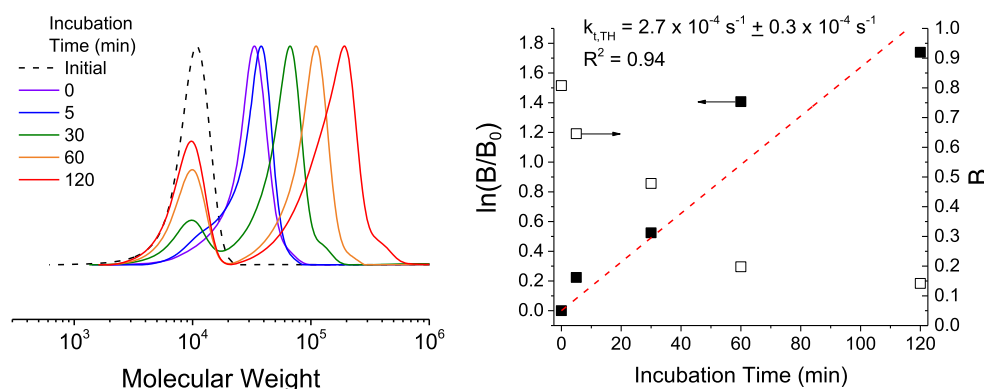 Incubation
Time (min)
Initial
0
5
30
60
120
10³ 10⁴ 10⁵ 10⁶
Molecular Weight
k_{t,TH} = 2.7 x 10⁻⁴ s⁻¹ ± 0.3 x 10⁻⁴ s⁻¹
R² = 0.94
1.8
1.6
1.4
1.2
1.0
0.8
0.6
0.4
0.2
0.0
ln(B/B₀)
1.0
0.9
0.8
0.7
0.6
0.5
0.4
0.3
0.2
0.1
0.0
B
0 20 40 60 80 100 120
Incubation Time (min)